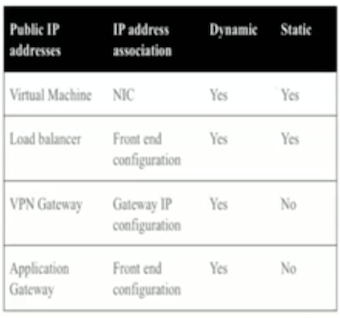 Public IP addresses | IP address association | Dynamic | Static
Virtual Machine | NIC | Yes | Yes
Load balancer | Front end configuration | Yes | Yes
VPN Gateway | Gateway IP configuration | Yes | No
Application Gateway | Front end configuration | Yes | No